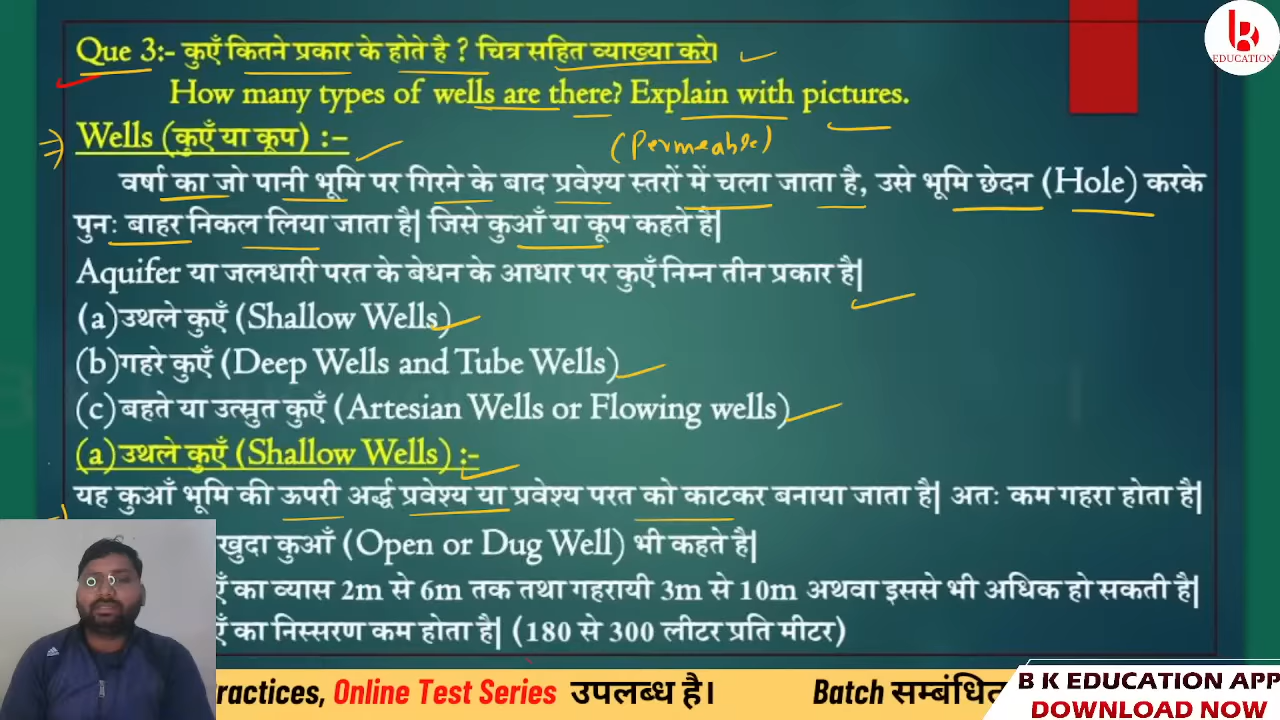 Que 3:- कुएँ कितने प्रकार के होते है ? चित्र सहित व्याख्या करे।
How many types of wells are there? Explain with pictures.
Wells (कुएँ या कूप) :-
(Permeable)
वर्षा का जो पानी भूमि पर गिरने के बाद प्रवेश्य स्तरों में चला जाता है, उसे भूमि छेदन (Hole) करके
पुनः बाहर निकल लिया जाता है| जिसे कुआँ या कूप कहते है|
Aquifer या जलधारी परत के बेधन के आधार पर कुएँ निम्न तीन प्रकार है|
(a)उथले कुएँ (Shallow Wells)
(b)गहरे कुएँ (Deep Wells and Tube Wells)
(c)बहते या उत्स्रुत कुएँ (Artesian Wells or Flowing wells)
(a)उथले कुएँ (Shallow Wells) :-
यह कुआँ भूमि की ऊपरी अर्द्ध प्रवेश्य या प्रवेश्य परत को काटकर बनाया जाता है| अतः कम गहरा होता है|
खुदा कुआँ (Open or Dug Well) भी कहते है|
का व्यास 2m से 6m तक तथा गहरायी 3m से 10m अथवा इससे भी अधिक हो सकती है|
का निस्सरण कम होता है| (180 से 300 लीटर प्रति मीटर)
ractices, Online Test Series उपलब्ध है। Batch सम्बंधित
B K EDUCATION APP
DOWNLOAD NOW
EDUCATION